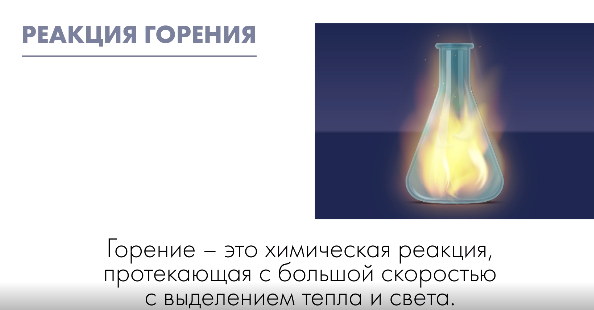 РЕАКЦИЯ ГОРЕНИЯ
Горение – это химическая реакция,
протекающая с большой скоростью
с выделением тепла и света.